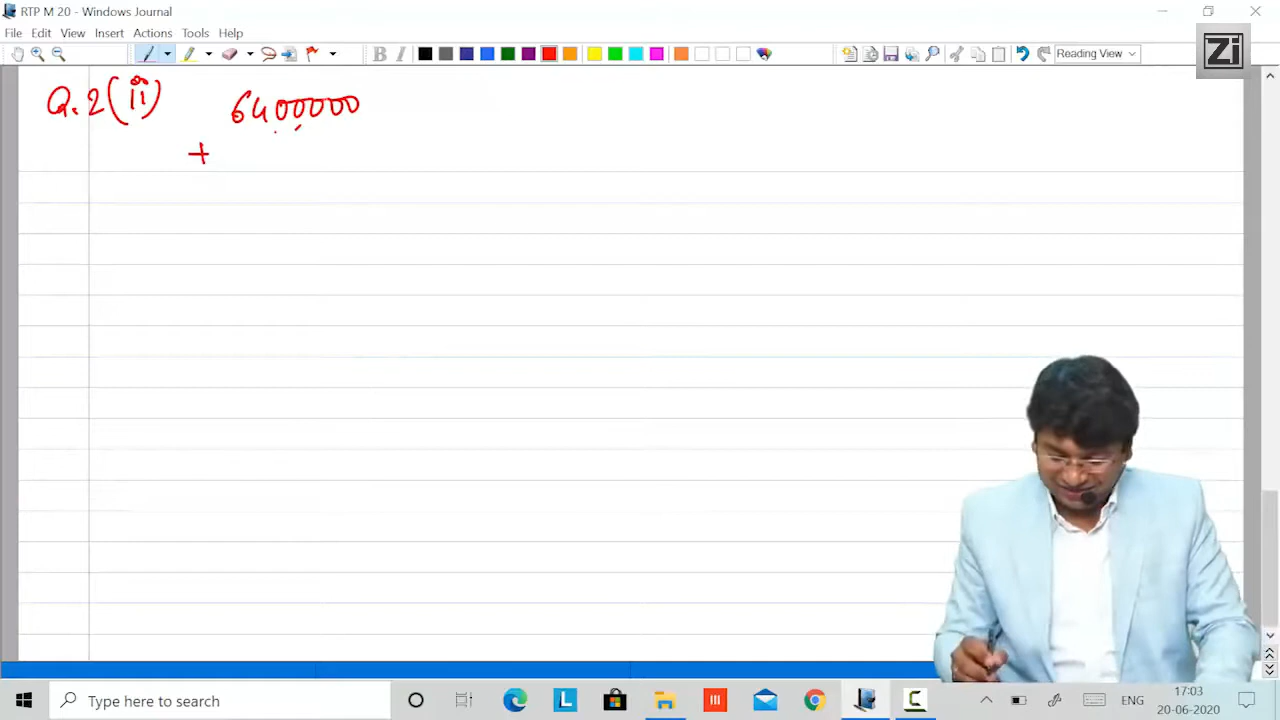 RTP M 20 - Windows Journal
File Edit View Insert Actions Tools Help
B I Reading View
Zi
Q.2(ii) 6400000
+
Type here to search
L
C
ENG
17:03
20-06-2020